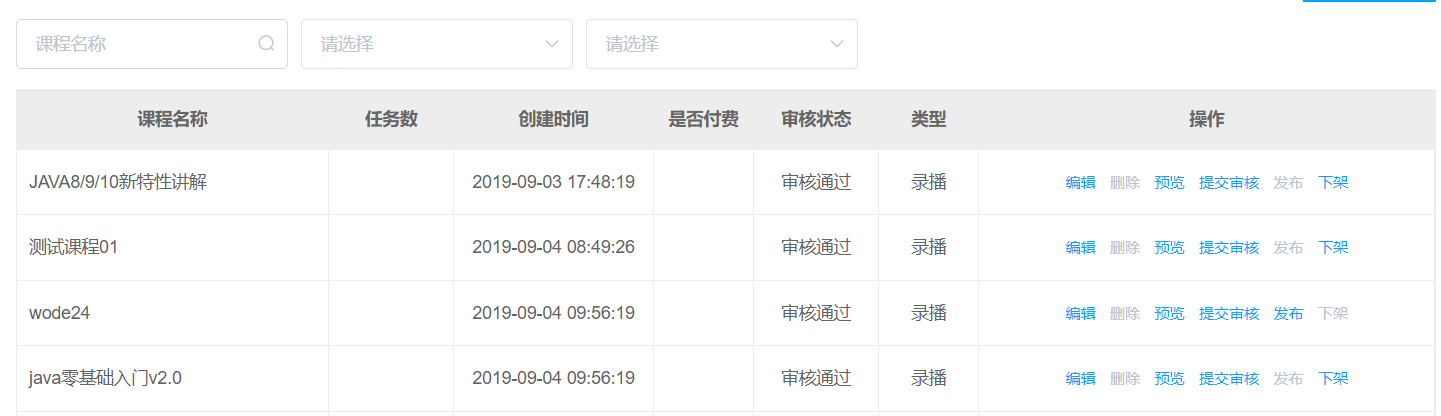 课程名称 请选择 请选择
课程名称 任务数 创建时间 是否付费 审核状态 类型 操作
JAVA8/9/10新特性讲解 2019-09-03 17:48:19 审核通过 录播 编辑 删除 预览 提交审核 发布 下架
测试课程01 2019-09-04 08:49:26 审核通过 录播 编辑 删除 预览 提交审核 发布 下架
wode24 2019-09-04 09:56:19 审核通过 录播 编辑 删除 预览 提交审核 发布 下架
java零基础入门v2.0 2019-09-04 09:56:19 审核通过 录播 编辑 删除 预览 提交审核 发布 下架